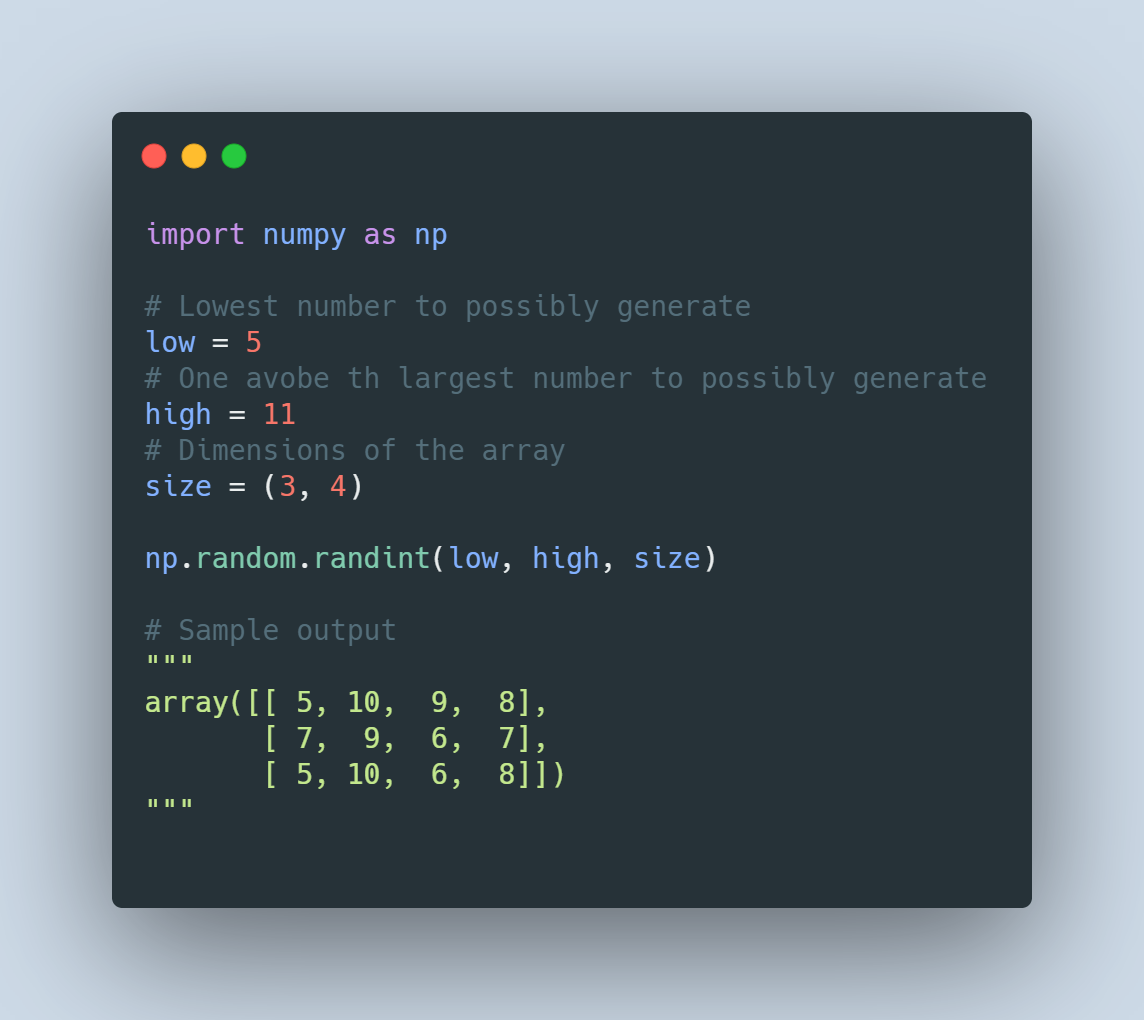 import numpy as np
# Lowest number to possibly generate
low = 5
# One avobe th largest number to possibly generate
high = 11
# Dimensions of the array
size = (3, 4)
np.random.randint(low, high, size)
# Sample output
"""
array([[ 5, 10,  9,  8],
       [ 7,  9,  6,  7],
       [ 5, 10,  6,  8]])
"""